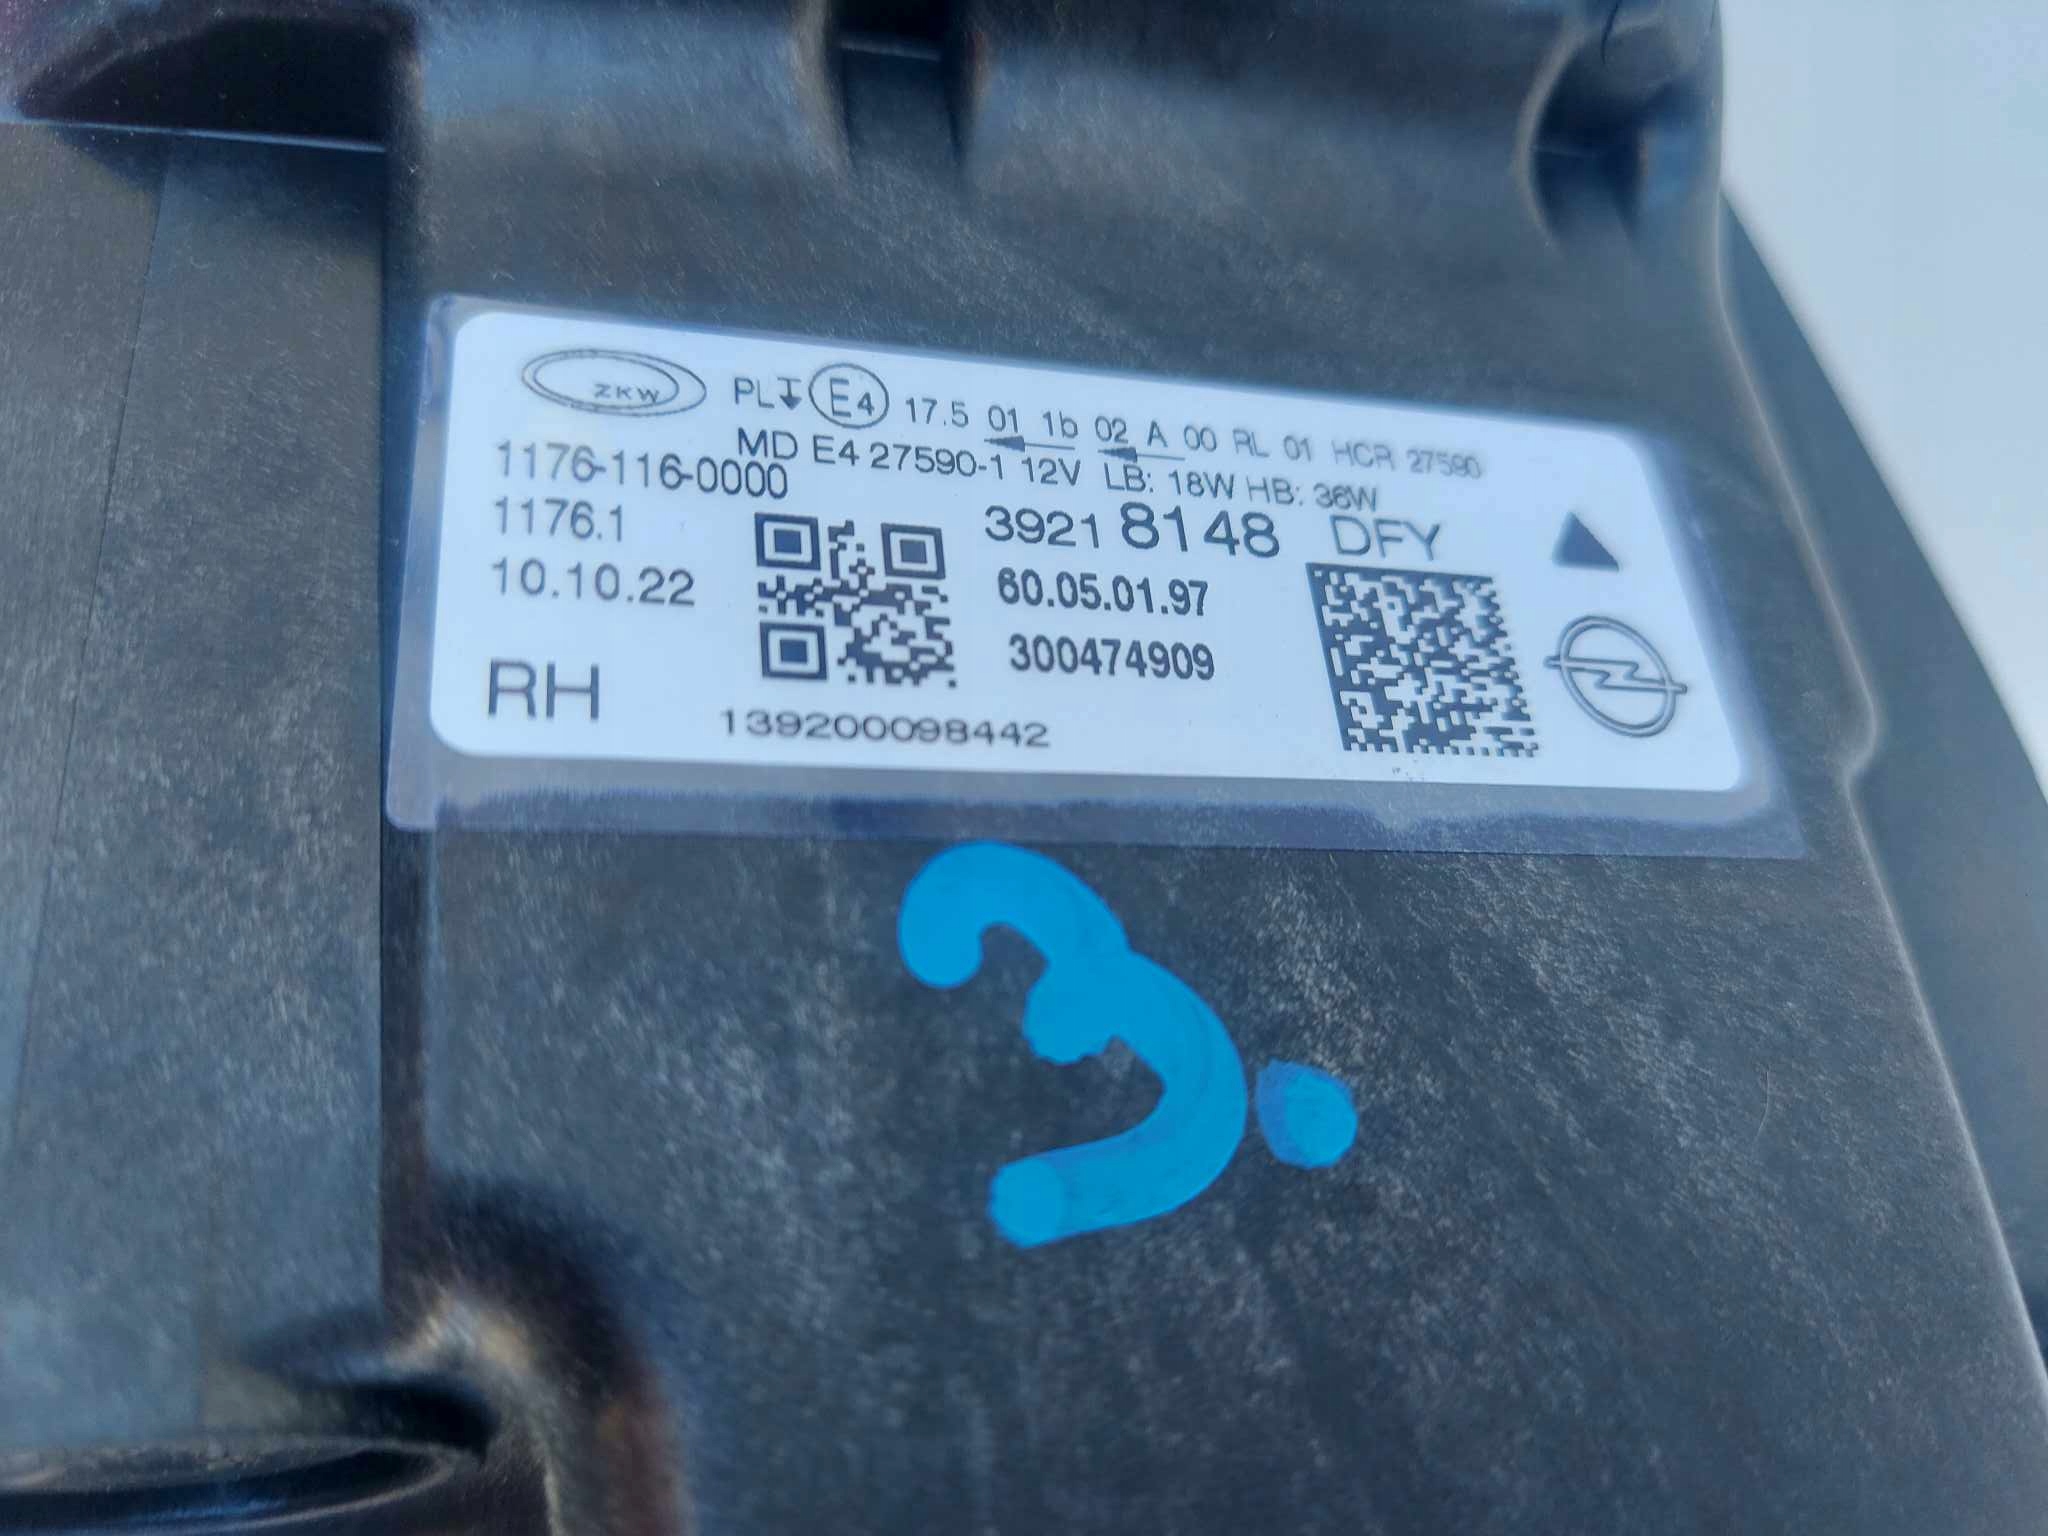 ZKW PL E4 17.5 01 1b 02 A 00 RL 01 HCR 27590
MD E4 27590-1 12V LB: 18W HB: 36W
1176-116-0000
39218148 DFY
1176.1
60.05.01.97
10.10.22
300474909
RH
139200098442
3.